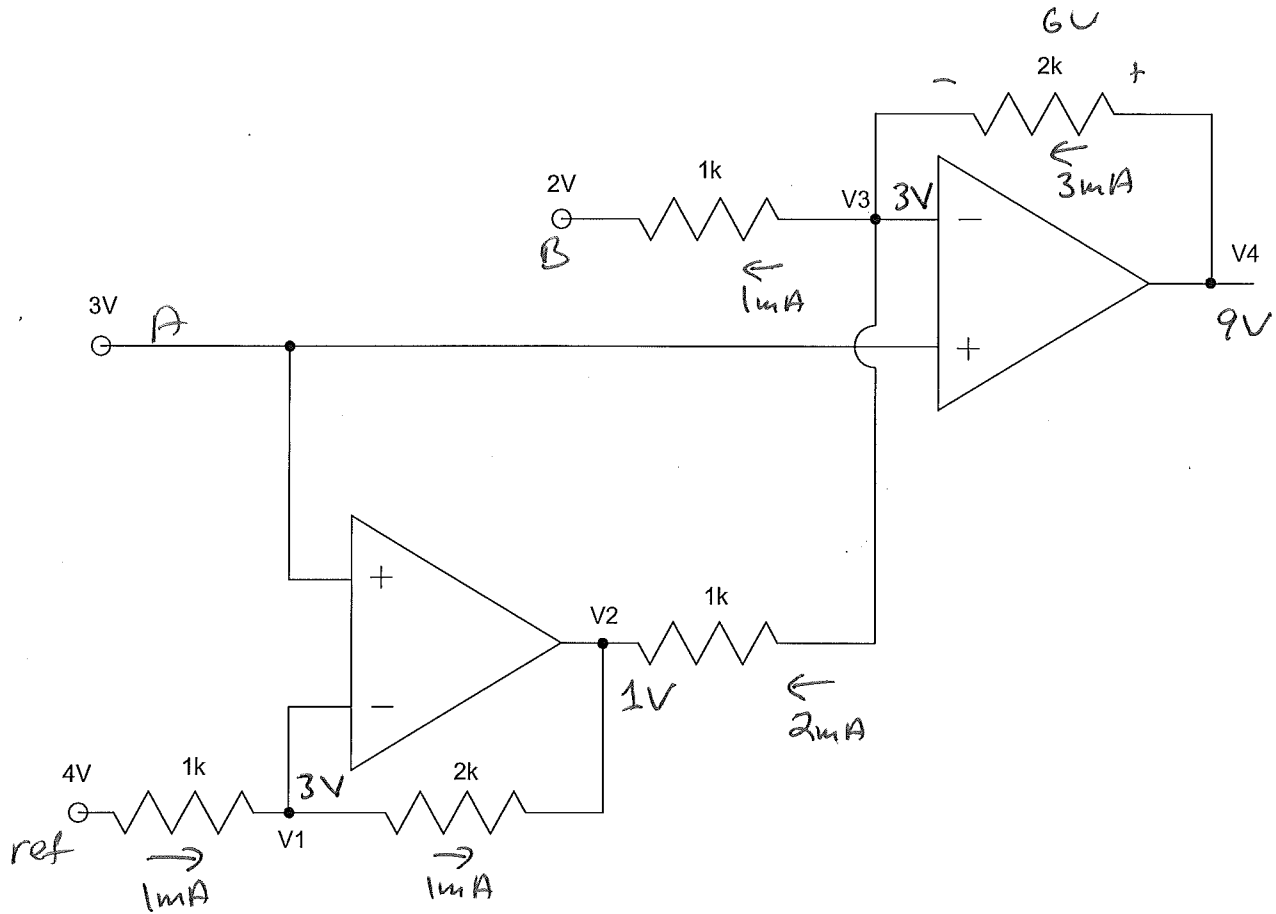 6V
- 2k +
3mA
2V 1k V3 3V -
B
1mA
V4
9V
3V A
+
+
V2 1k
1V
2mA
-
4V 1k 3V 2k
ref V1
1mA 1mA